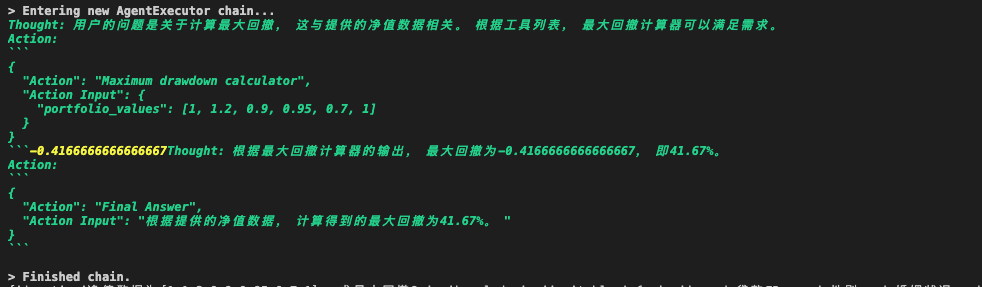 > Entering new AgentExecutor chain...
Thought: 用户的问题是关于计算最大回撤， 这与提供的净值数据相关。 根据工具列表， 最大回撤计算器可以满足需求。
Action:
```
{
  "Action": "Maximum drawdown calculator",
  "Action Input": {
    "portfolio_values": [1, 1.2, 0.9, 0.95, 0.7, 1]
  }
}
```-0.4166666666666667Thought: 根据最大回撤计算器的输出， 最大回撤为-0.4166666666666667， 即41.67%。
Action:
```
{
  "Action": "Final Answer",
  "Action Input": "根据提供的净值数据， 计算得到的最大回撤为41.67%。 "
}
```
> Finished chain.